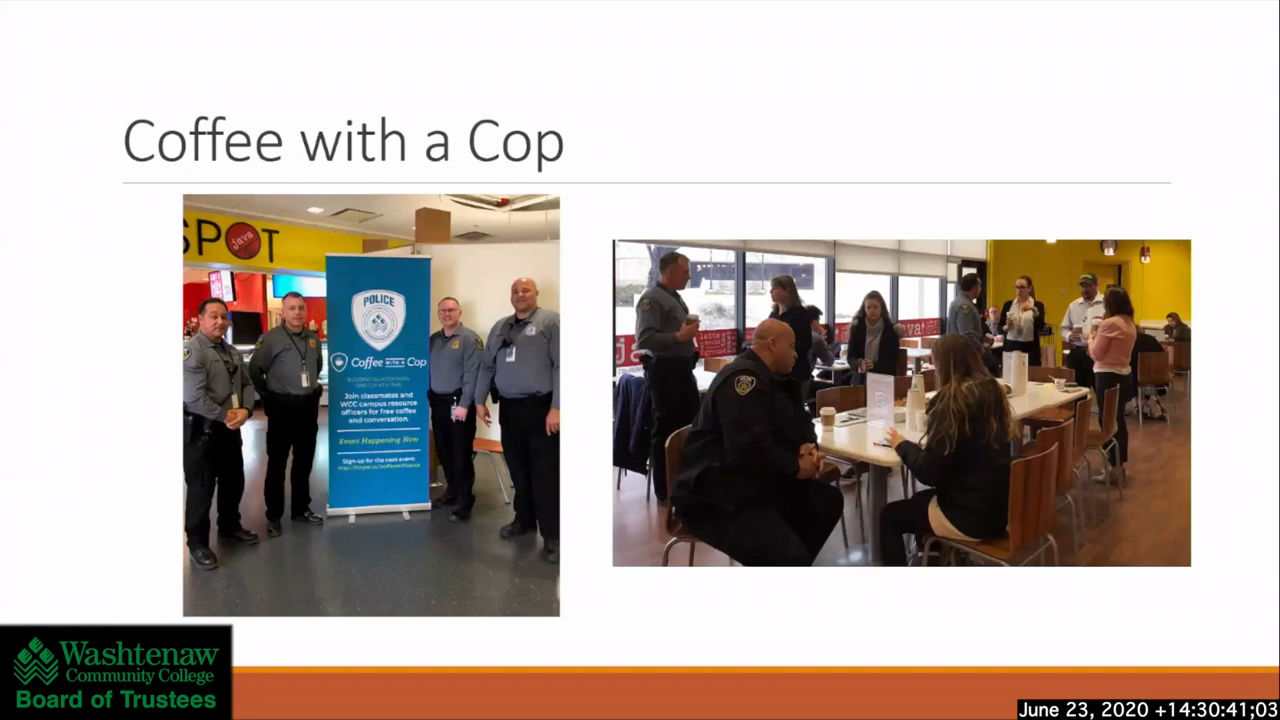 Coffee with a Cop
SPOT
java
POLICE
Coffee WITH A Cop
BUILDING RELATIONSHIPS
ONE CUP AT A TIME.
Join classmates and
WCC campus resource
officers for free coffee
and conversation.
Event Happening Now
Sign-up for the next event.
Washtenaw
Community College
Board of Trustees
June 23, 2020 +14:30:41;03